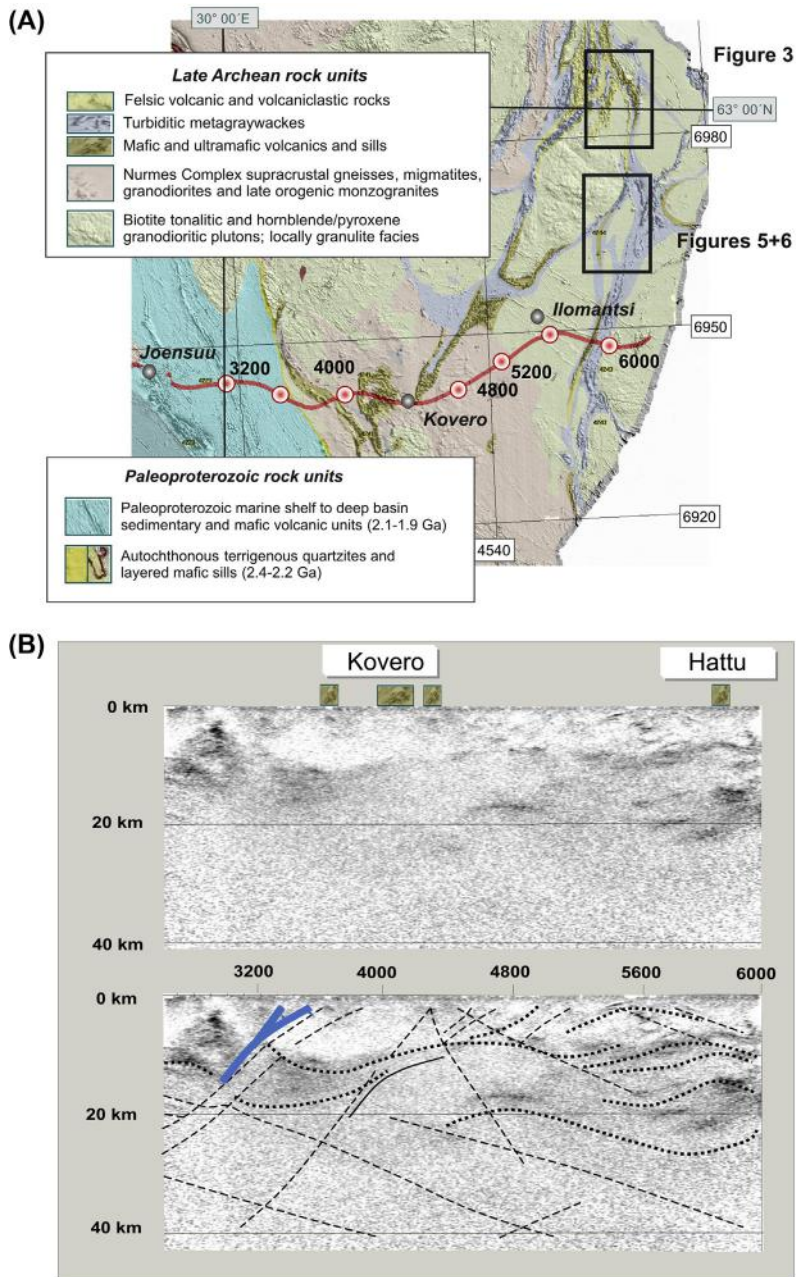 (A)
30° 00´E
Late Archean rock units
Felsic volcanic and volcaniclastic rocks
Turbiditic metagraywackes
Mafic and ultramafic volcanics and sills
Nurmes Complex supracrustal gneisses, migmatites,
granodiorites and late orogenic monzogranites
Biotite tonalitic and hornblende/pyroxene
granodioritic plutons; locally granulite facies
Figure 3
63° 00´N
6980
Figures 5+6
Ilomantsi
6950
Joensuu
3200
4000
Kovero
4800
5200
6000
6920
4540
Paleoproterozoic rock units
Paleoproterozoic marine shelf to deep basin
sedimentary and mafic volcanic units (2.1-1.9 Ga)
Autochthonous terrigenous quartzites and
layered mafic sills (2.4-2.2 Ga)
(B)
Kovero
Hattu
0 km
20 km
40 km
3200
4000
4800
5600
6000
0 km
20 km
40 km